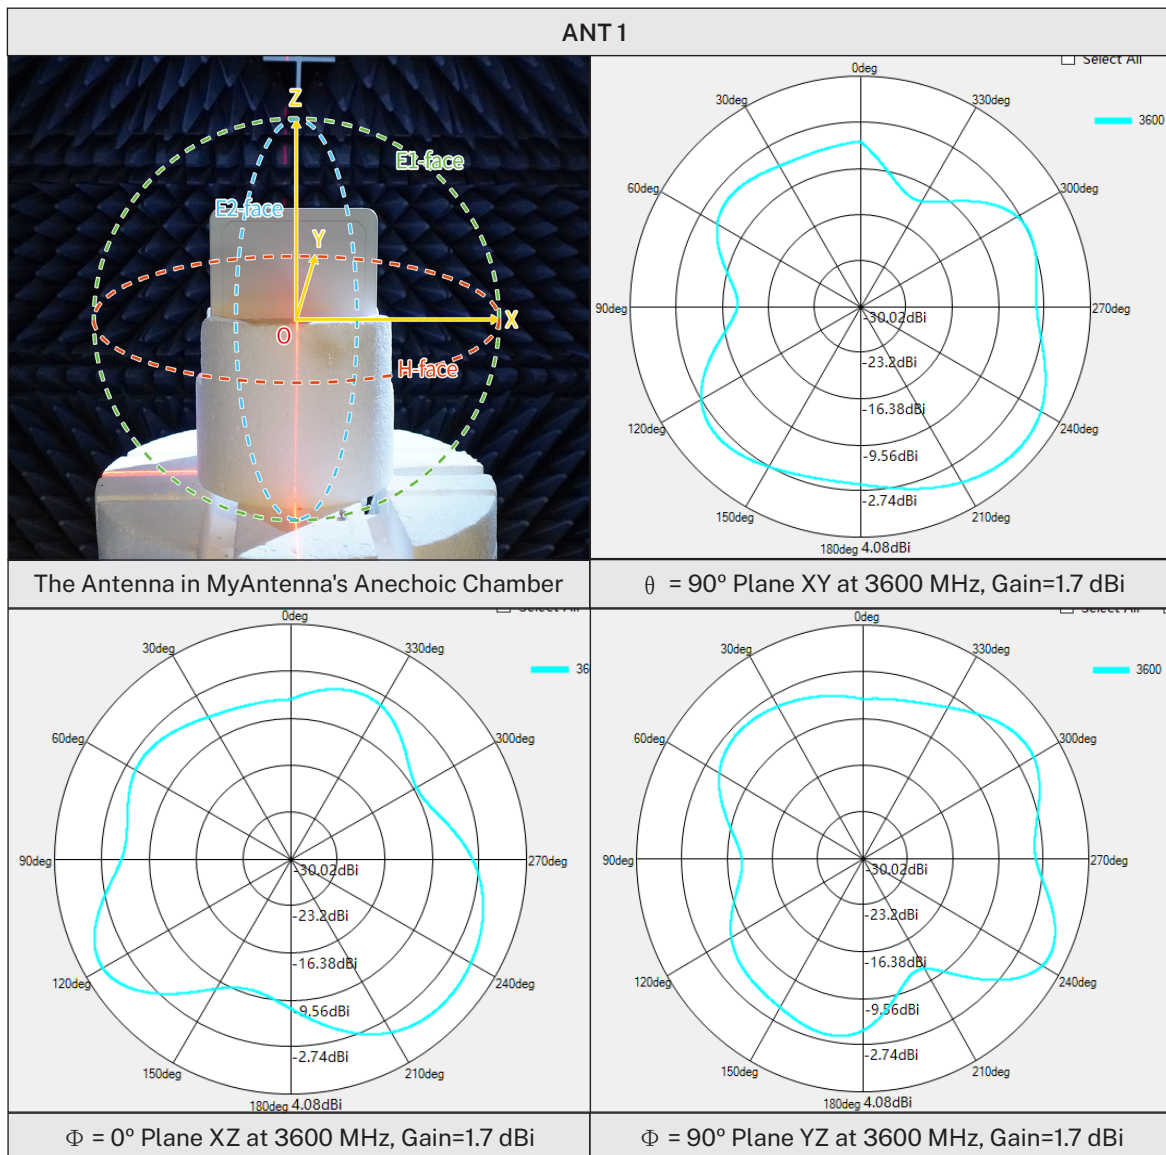 ANT 1
Z
E1-face
E2-face
Y
X
O
H-face
The Antenna in MyAntenna's Anechoic Chamber
Select All
3600
0deg
30deg
330deg
60deg
300deg
90deg
270deg
120deg
240deg
150deg
210deg
180deg
-30.02dBi
-23.2dBi
-16.38dBi
-9.56dBi
-2.74dBi
4.08dBi
θ = 90° Plane XY at 3600 MHz, Gain=1.7 dBi
36
0deg
30deg
330deg
60deg
300deg
90deg
270deg
120deg
240deg
150deg
210deg
180deg
-30.02dBi
-23.2dBi
-16.38dBi
-9.56dBi
-2.74dBi
4.08dBi
Φ = 0° Plane XZ at 3600 MHz, Gain=1.7 dBi
3600
0deg
30deg
330deg
60deg
300deg
90deg
270deg
120deg
240deg
150deg
210deg
180deg
-30.02dBi
-23.2dBi
-16.38dBi
-9.56dBi
-2.74dBi
4.08dBi
Φ = 90° Plane YZ at 3600 MHz, Gain=1.7 dBi